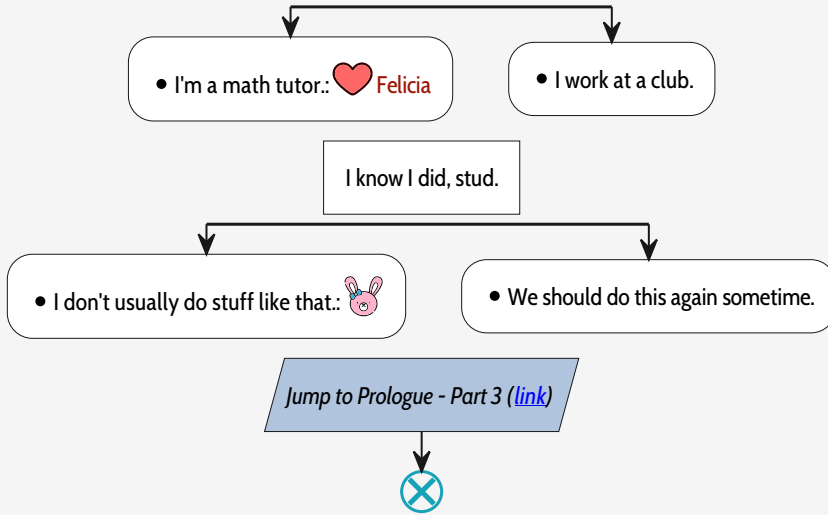 • I'm a math tutor.: Felicia
• I work at a club.
I know I did, stud.
• I don't usually do stuff like that.:
• We should do this again sometime.
Jump to Prologue - Part 3 (link)